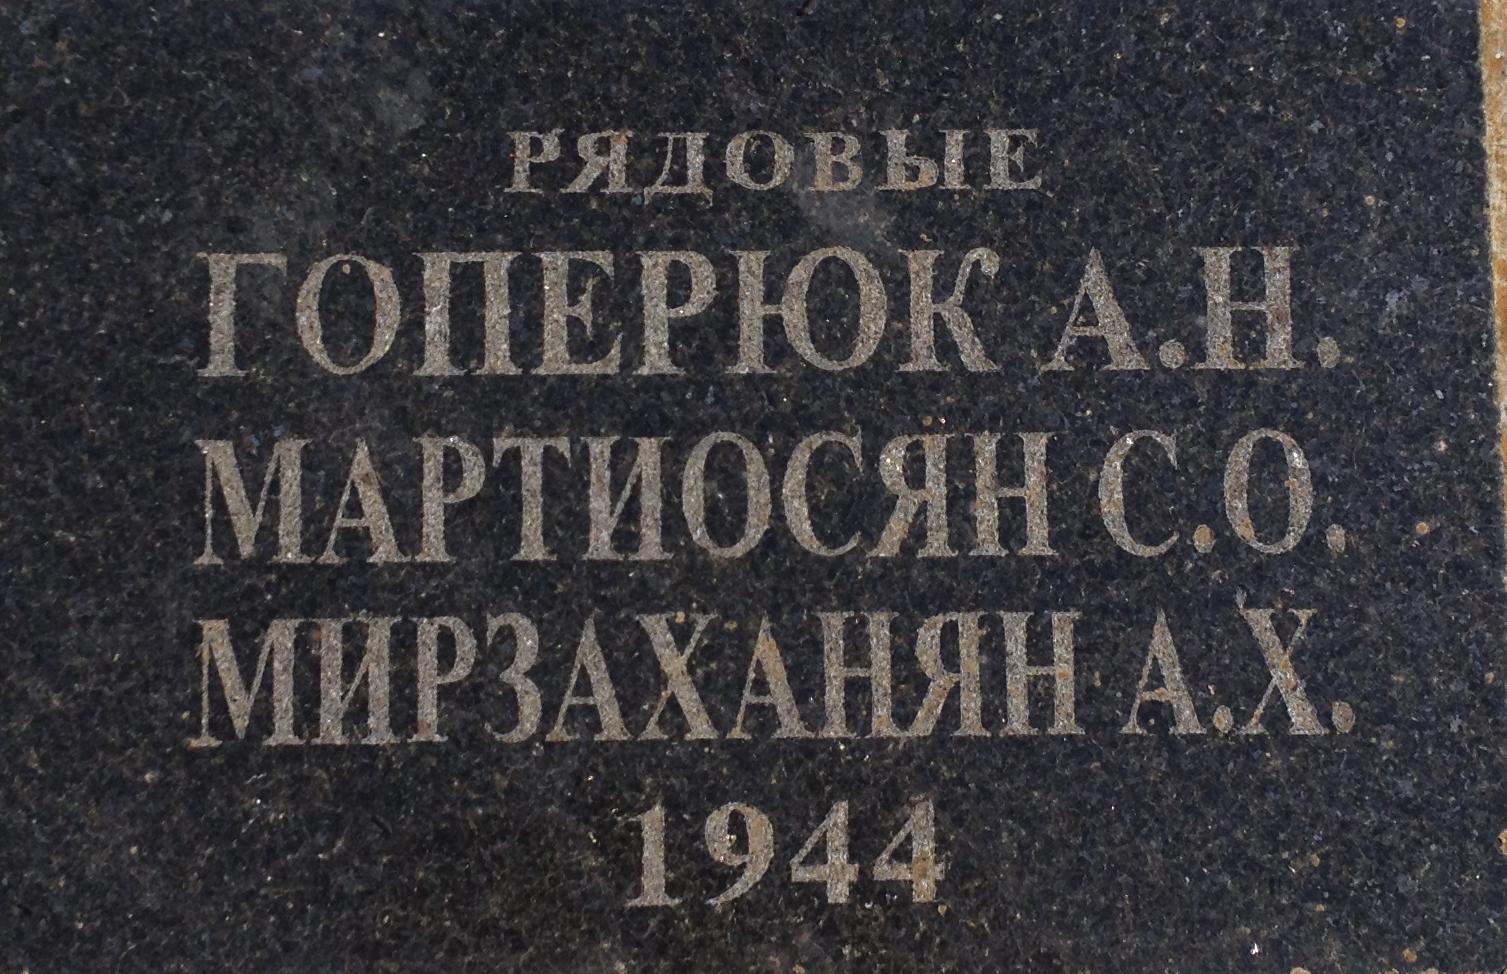 РЯДОВЫЕ
ГОПЕРЮК А.Н.
МАРТИОСЯН С.О.
МИРЗАХАНЯН А.Х.
1944